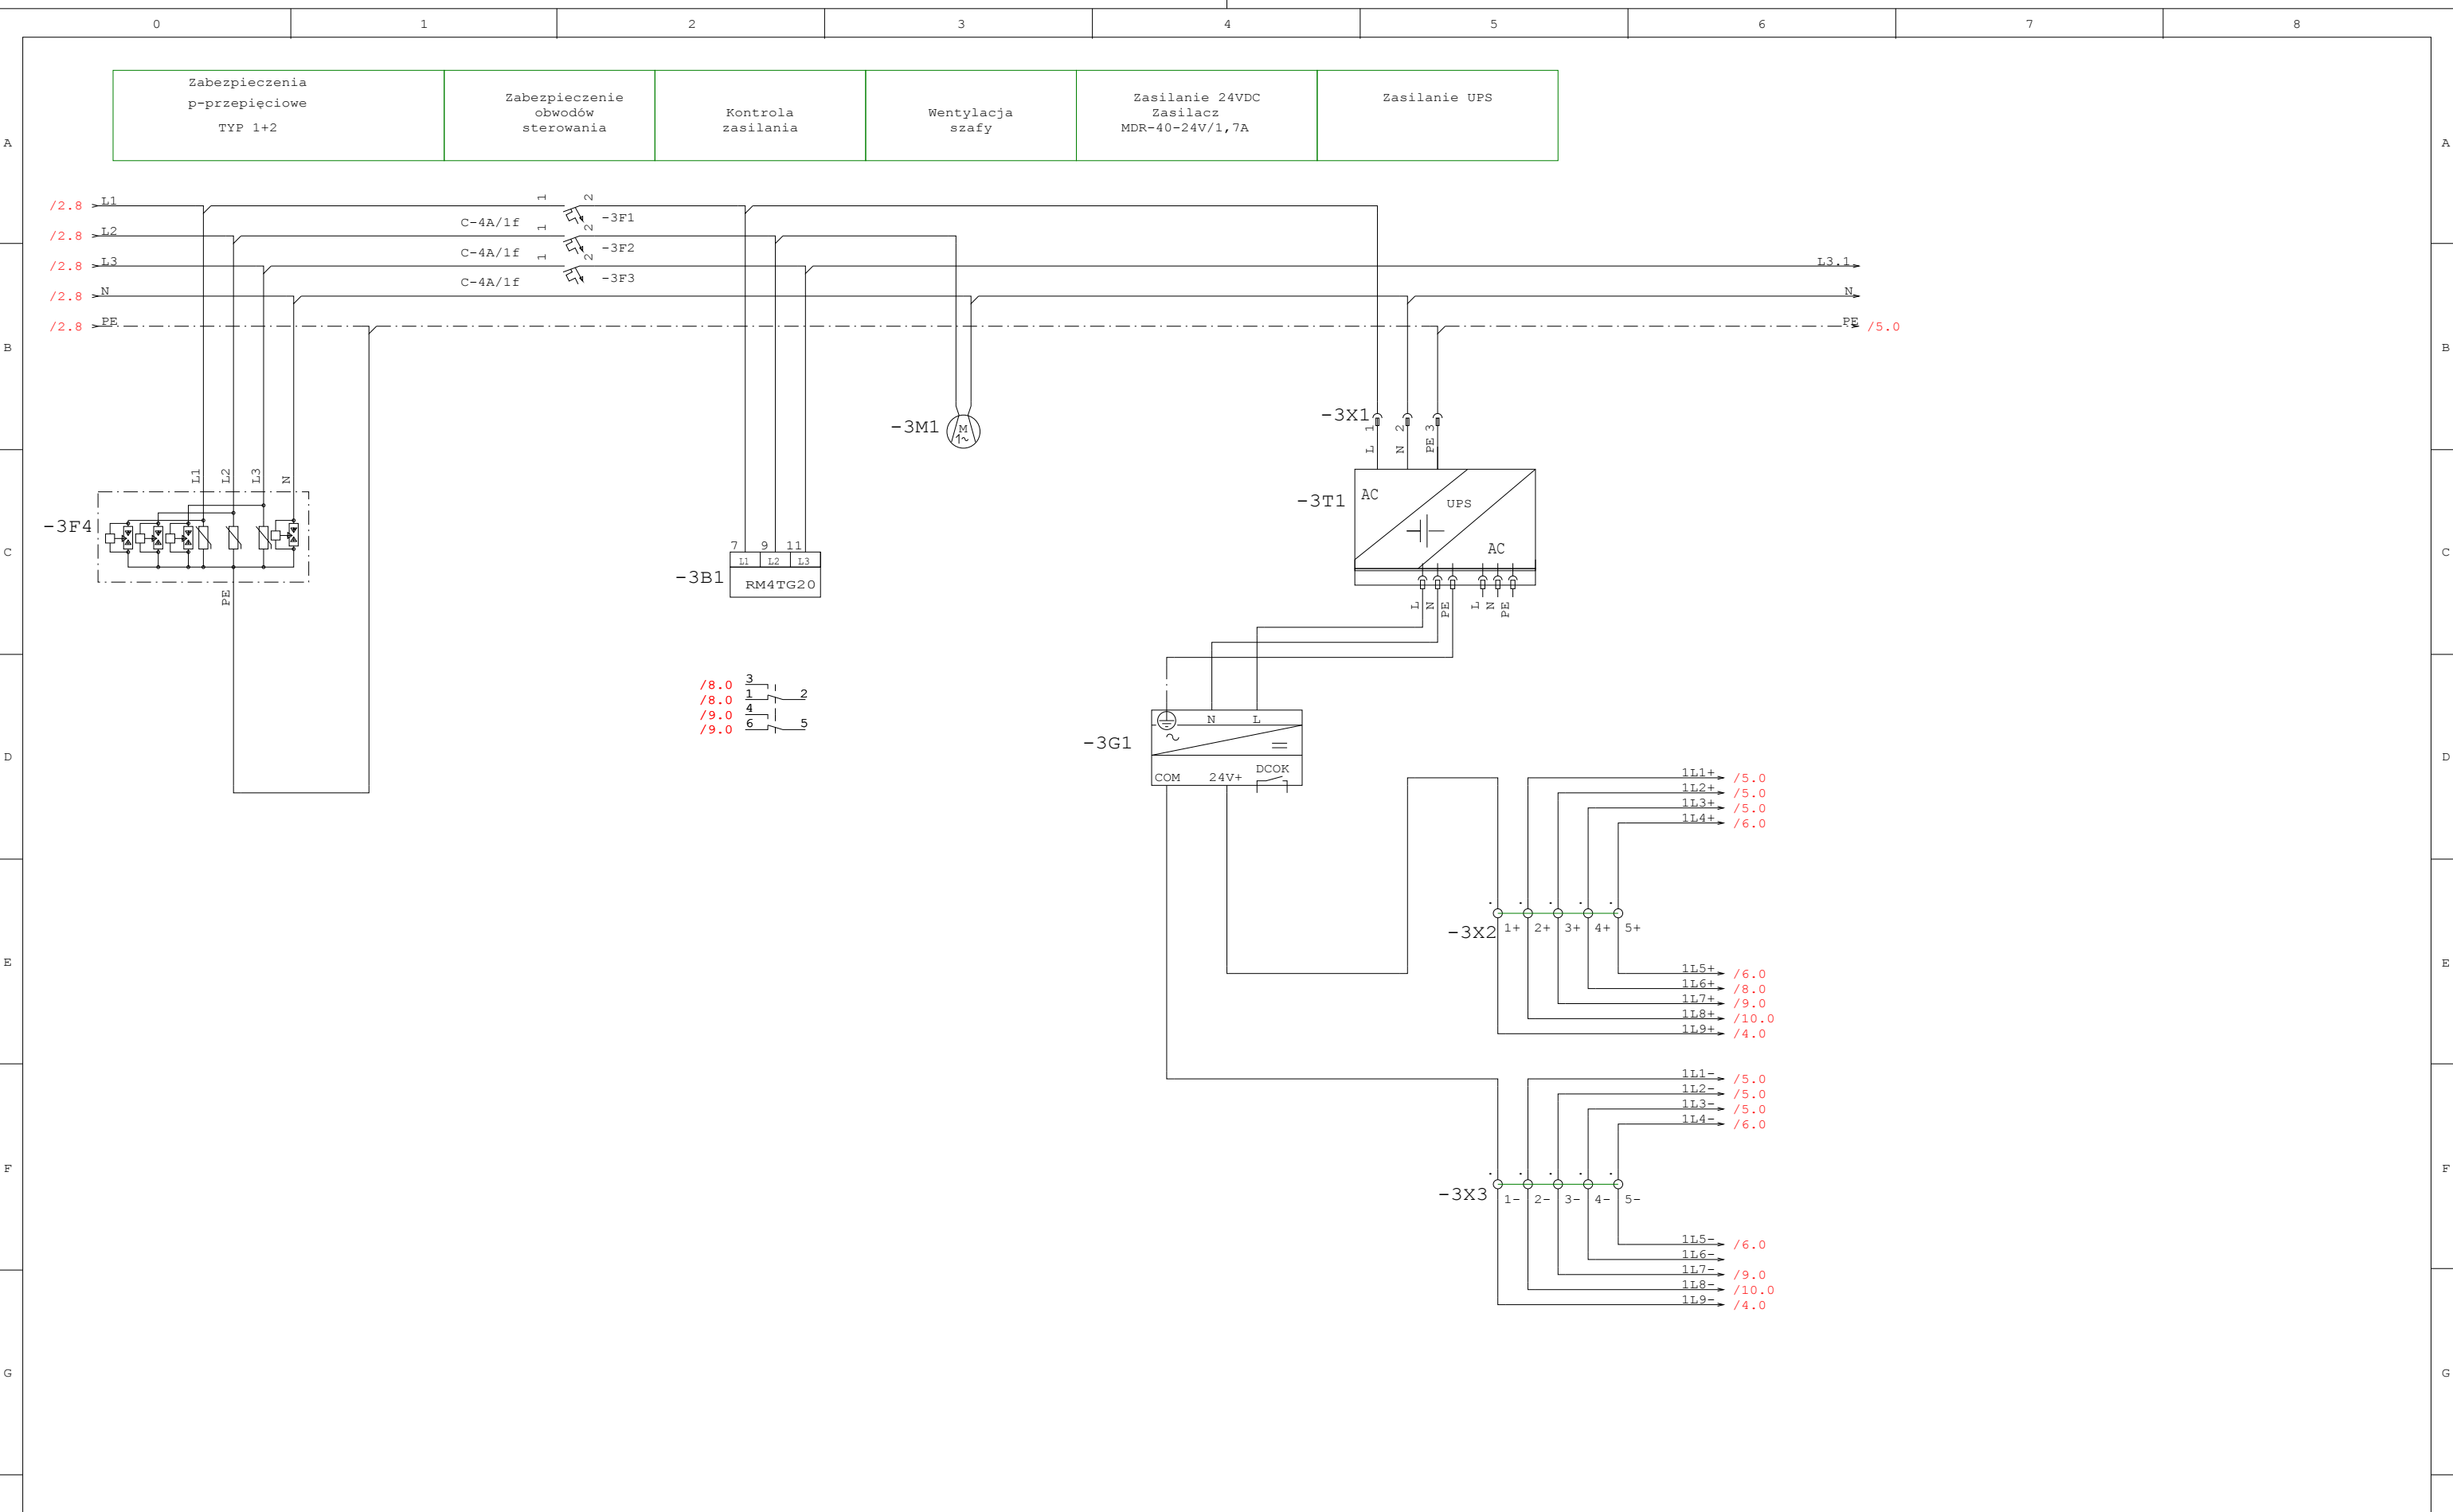 0 1 2 3 4 5 6 7 8
Zabezpieczenia
p-przepięciowe
TYP 1+2
Zabezpieczenie
obwodów
sterowania
Kontrola
zasilania
Wentylacja
szafy
Zasilanie 24VDC
Zasilacz
MDR-40-24V/1,7A
Zasilanie UPS
A A
/2.8 L1 1 2
C-4A/1f -3F1
/2.8 L2 1 2
C-4A/1f -3F2
/2.8 L3 1 2 L3.1
C-4A/1f -3F3
/2.8 N N
/2.8 PE PE /5.0
B B
-3M1 M
1~
-3X1 1 2 3
L N PE
L1 L2 L3 N
-3F4
PE
-3T1 AC
UPS
AC
L N PE L N PE
C C
7 9 11
L1 L2 L3
-3B1 RM4TG20
/8.0 3
/8.0 1 2
/9.0 4
/9.0 6 5
N L
-3G1
COM 24V+ DCOK
D D
1L1+ /5.0
1L2+ /5.0
1L3+ /5.0
1L4+ /6.0
-3X2 1+ 2+ 3+ 4+ 5+
E E
1L5+ /6.0
1L6+ /8.0
1L7+ /9.0
1L8+ /10.0
1L9+ /4.0
1L1- /5.0
1L2- /5.0
1L3- /5.0
1L4- /6.0
F F
-3X3 1- 2- 3- 4- 5-
1L5- /6.0
1L6-
1L7- /9.0
1L8- /10.0
1L9- /4.0
G G